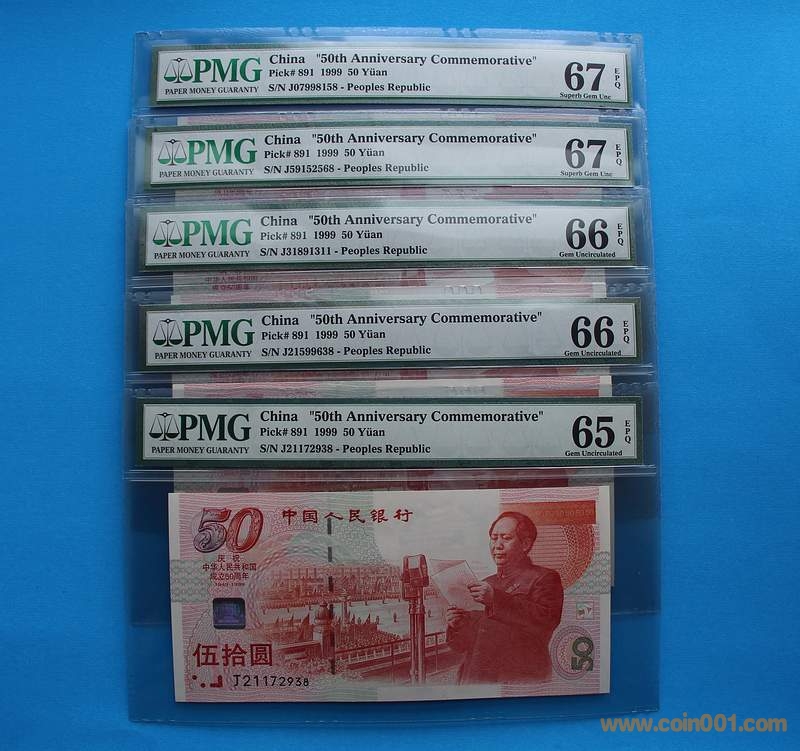 PMG
PAPER MONEY GUARANTY
China "50th Anniversary Commemorative"
Pick# 891 1999 50 Yüan
S/N J07998158 - Peoples Republic
67 EPQ
Superb Gem Unc
PMG
PAPER MONEY GUARANTY
China "50th Anniversary Commemorative"
Pick# 891 1999 50 Yüan
S/N J59152568 - Peoples Republic
67 EPQ
Superb Gem Unc
PMG
PAPER MONEY GUARANTY
China "50th Anniversary Commemorative"
Pick# 891 1999 50 Yüan
S/N J31891311 - Peoples Republic
66 EPQ
Gem Uncirculated
PMG
PAPER MONEY GUARANTY
China "50th Anniversary Commemorative"
Pick# 891 1999 50 Yüan
S/N J21599638 - Peoples Republic
66 EPQ
Gem Uncirculated
PMG
PAPER MONEY GUARANTY
China "50th Anniversary Commemorative"
Pick# 891 1999 50 Yüan
S/N J21172938 - Peoples Republic
65 EPQ
Gem Uncirculated
50
中国人民银行
庆祝
中华人民共和国
成立50周年
1949-1999
伍拾圆
J21172938
50
www.coin001.com